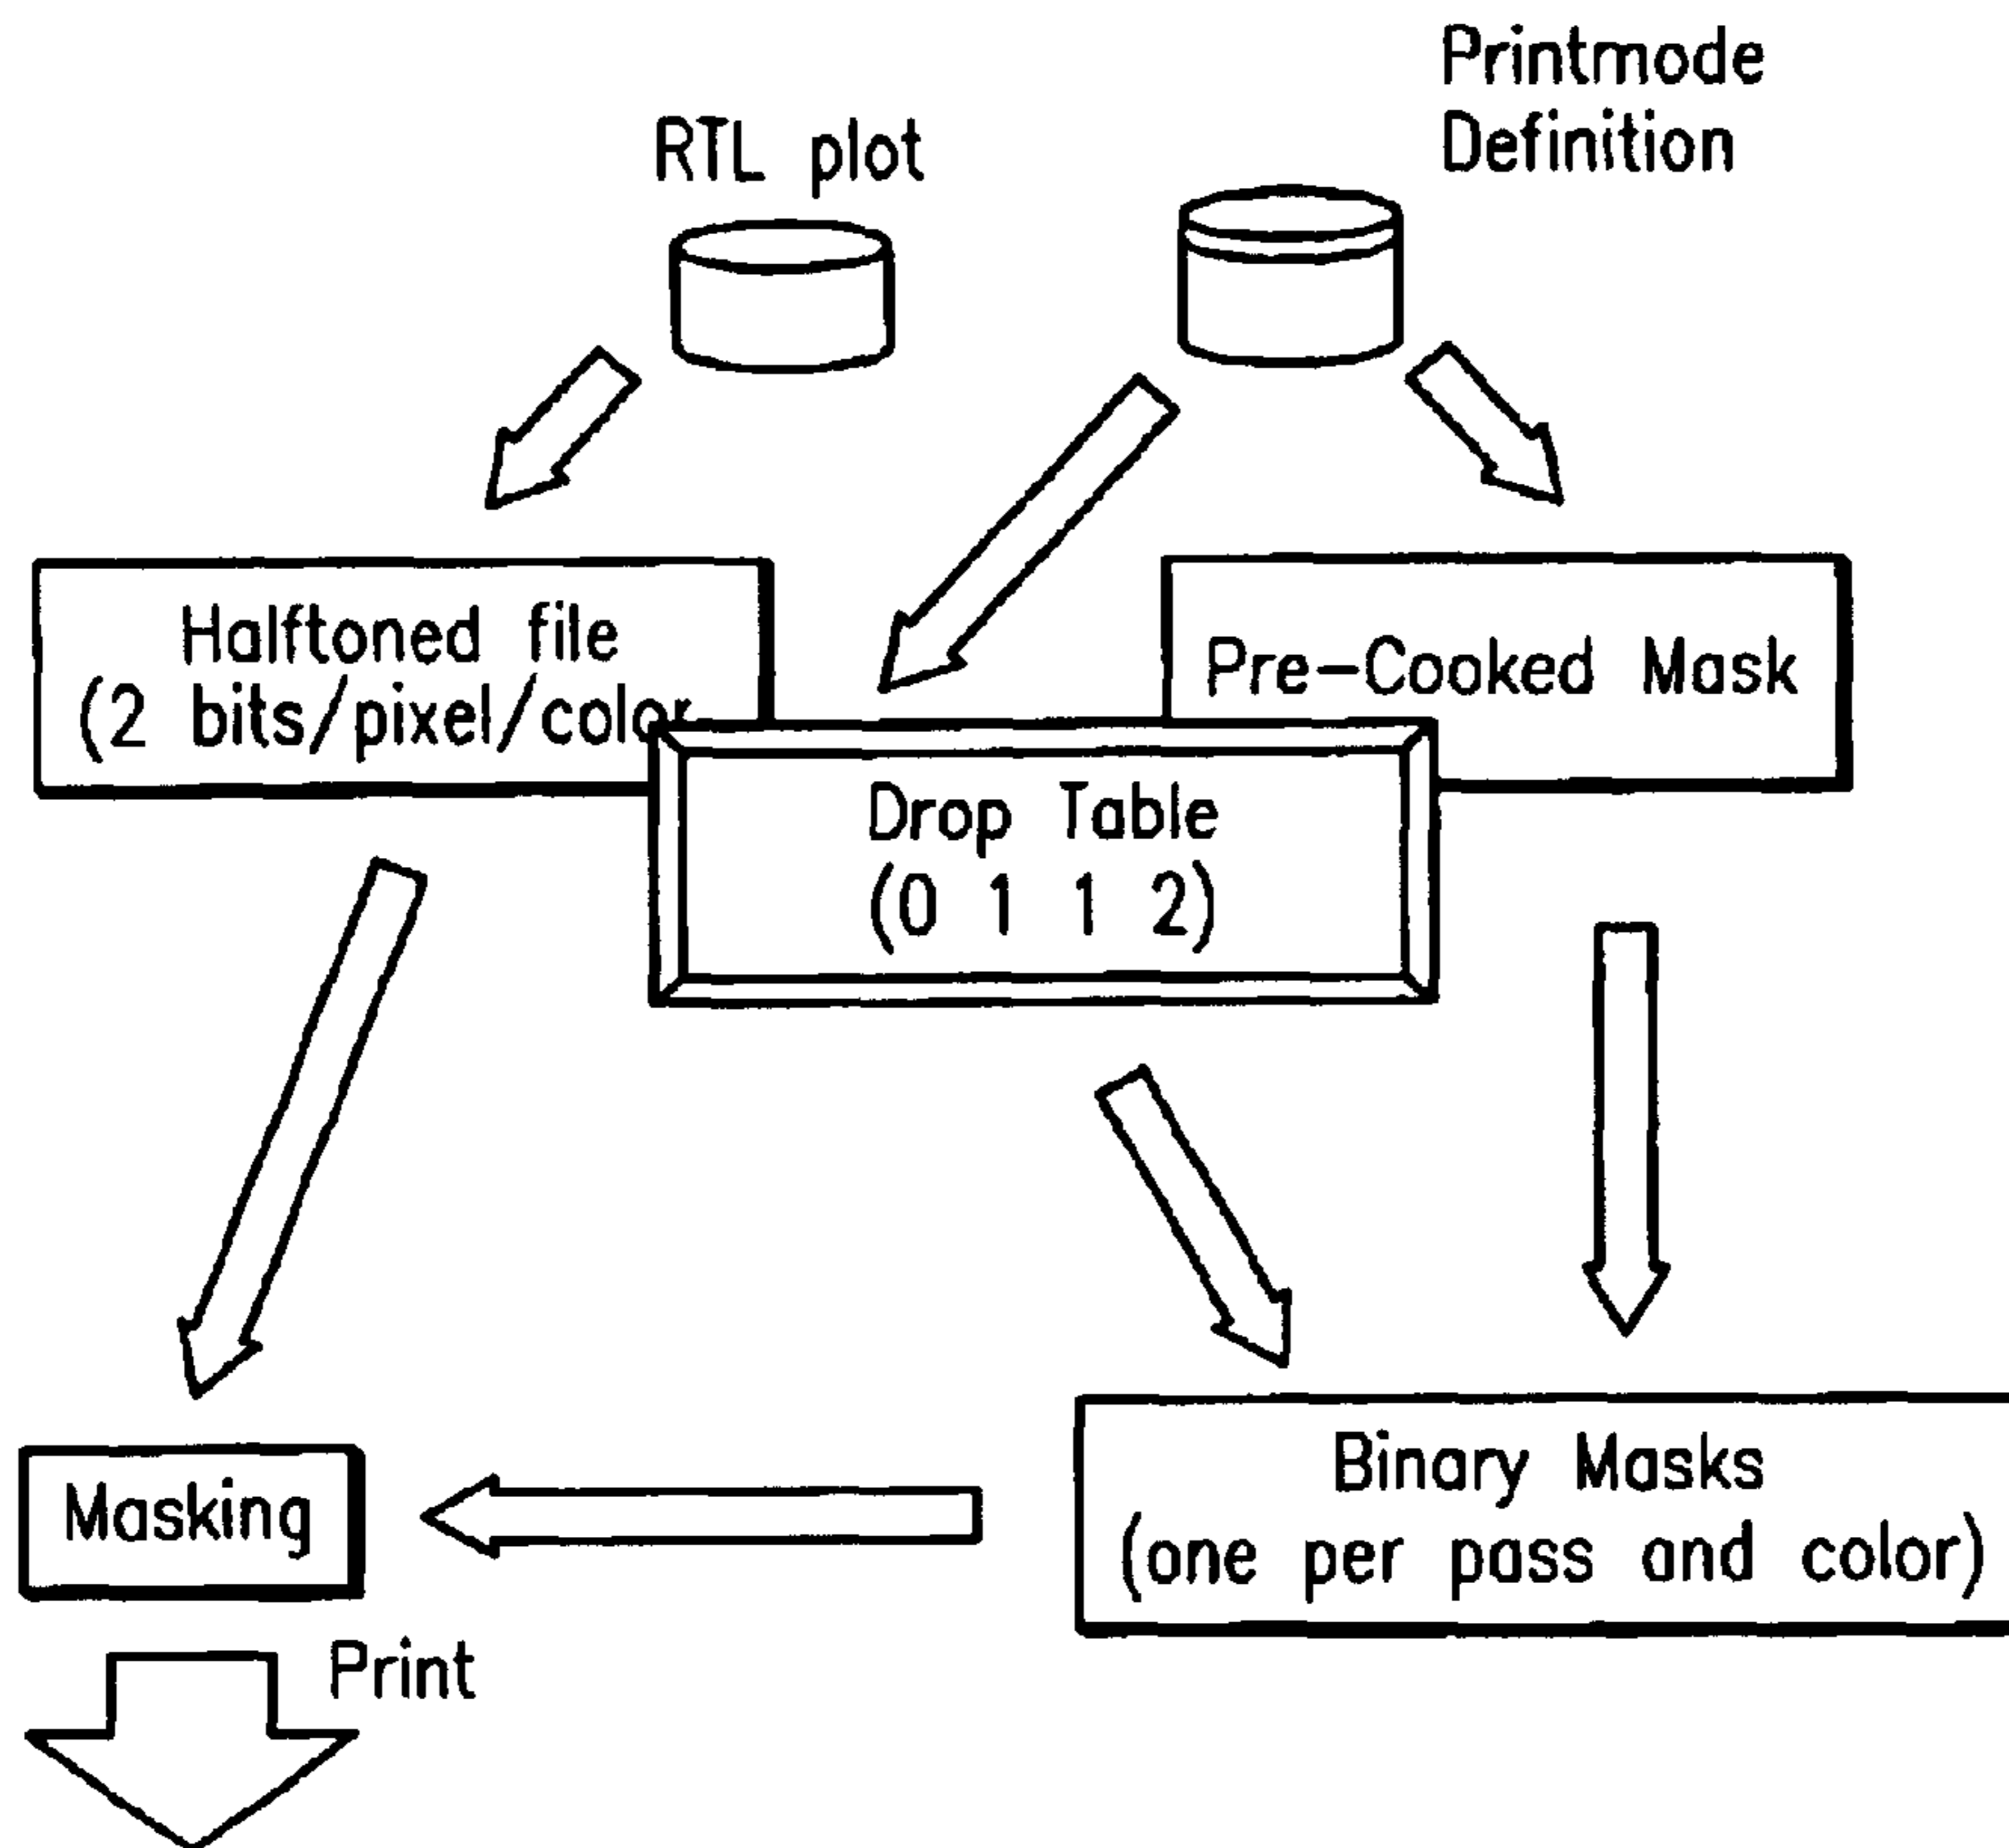 Printmode
Definition
RTL plot
Halftoned file
(2 bits/pixel/color
Pre-Cooked Mask
Drop Table
(0 1 1 2)
Binary Masks
(one per pass and color)
Masking
Print